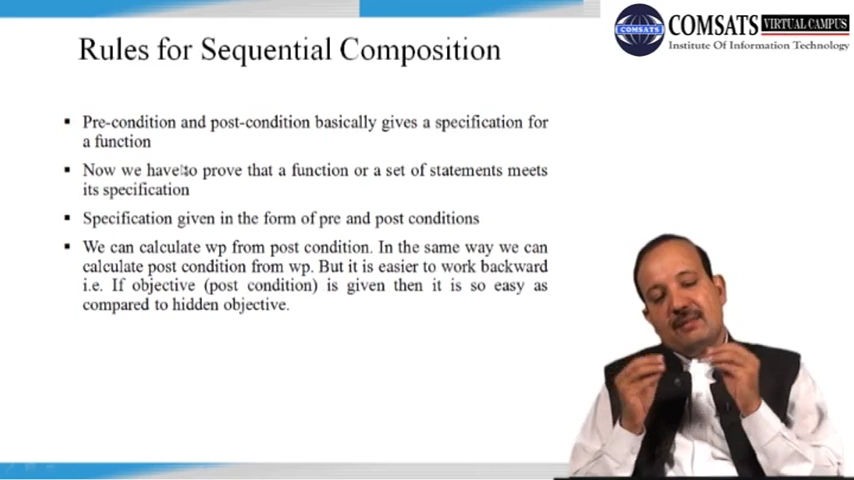 Rules for Sequential Composition
COMSATS
COMSATS VIRTUAL CAMPUS
Institute Of Information Technology
▪ Pre-condition and post-condition basically gives a specification for
a function
▪ Now we have to prove that a function or a set of statements meets
its specification
▪ Specification given in the form of pre and post conditions
▪ We can calculate wp from post condition. In the same way we can
calculate post condition from wp. But it is easier to work backward
i.e. If objective (post condition) is given then it is so easy as
compared to hidden objective.